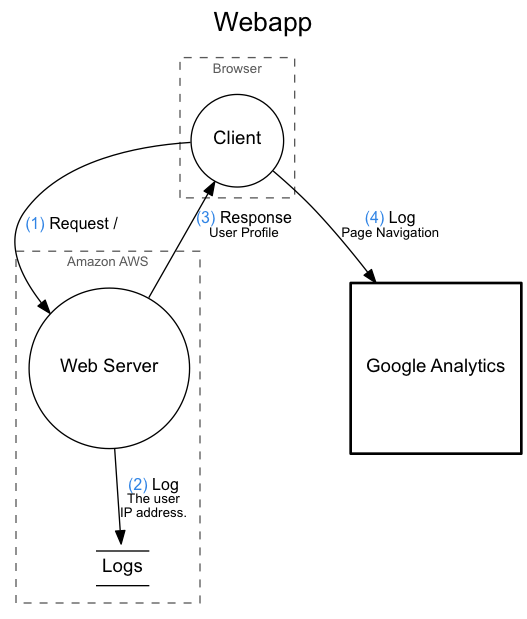 Webapp
Browser
Client
(1) Request /
(3) Response
User Profile
(4) Log
Page Navigation
Amazon AWS
Web Server
Google Analytics
(2) Log
The user
IP address.
Logs